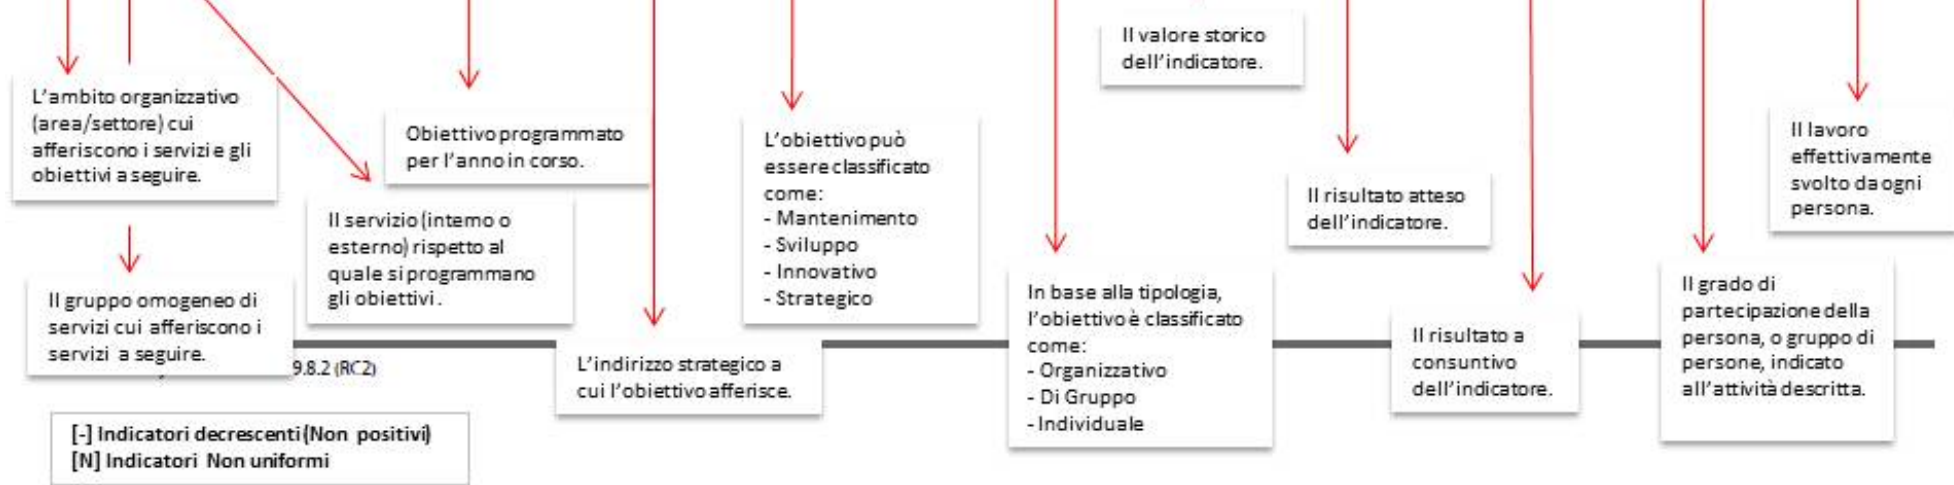 L'ambito organizzativo
(area/settore) cui
afferiscono i servizi e gli
obiettivi a seguire.
Il gruppo omogeneo di
servizi cui afferiscono i
servizi a seguire.
Il servizio (interno o
esterno) rispetto al
quale si programmano
gli obiettivi.
Obiettivo programmato
per l'anno in corso.
L'indirizzo strategico a
cui l'obiettivo afferisce.
L'obiettivo può
essere classificato
come:
- Mantenimento
- Sviluppo
- Innovativo
- Strategico
In base alla tipologia,
l'obiettivo è classificato
come:
- Organizzativo
- Di Gruppo
- Individuale
Il valore storico
dell'indicatore.
Il risultato atteso
dell'indicatore.
Il risultato a
consuntivo
dell'indicatore.
Il grado di
partecipazione della
persona, o gruppo di
persone, indicato
all'attività descritta.
Il lavoro
effettivamente
svolto da ogni
persona.
9.8.2 (RC2)
[-] Indicatori decrescenti (Non positivi)
[N] Indicatori Non uniformi